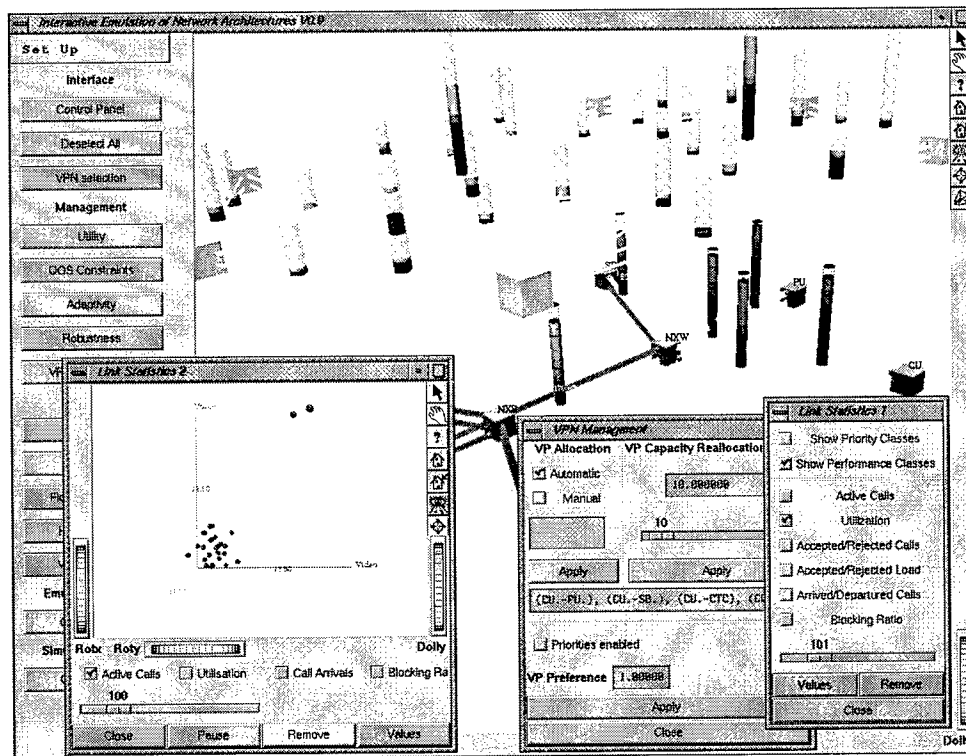 Interactive Emulation of Network Architectures V0.9
Set Up
Interface
Control Panel
Deselect All
VPN selection
Management
Utility
QOS Constraints
Adaptivity
Robustness
NXW
PU
CU
Link Statistics 2
Video
Roty
Dolly
Active Calls
Utilisation
Call Arrivals
Blocking Ra
100
Close
Pause
Remove
Values
VPN Management
VP Allocation
VP Capacity Reallocation
Automatic
10.000000
Manual
10
Apply
Apply
(CU.-PU.), (CU.-SB.), (CU.-CTC), (CU
Priorities enabled
VP Preference
1.00000
Apply
Close
Link Statistics 1
Show Priority Classes
Show Performance Classes
Active Calls
Utilization
Accepted/Rejected Calls
Accepted/Rejected Load
Arrived/Departured Calls
Blocking Ratio
101
Values
Remove
Close
Doll